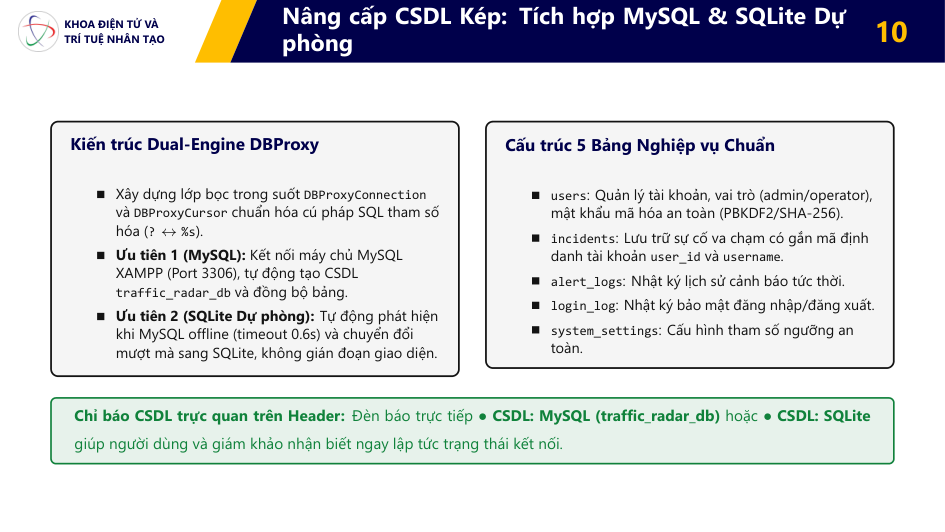 KHOA ĐIỆN TỬ VÀ
TRÍ TUỆ NHÂN TẠO
Nâng cấp CSDL Kép: Tích hợp MySQL & SQLite Dự
phòng
10
Kiến trúc Dual-Engine DBProxy
■ Xây dựng lớp bọc trong suốt DBProxyConnection
và DBProxyCursor chuẩn hóa cú pháp SQL tham số
hóa (? ↔ %s).
■ Ưu tiên 1 (MySQL): Kết nối máy chủ MySQL
XAMPP (Port 3306), tự động tạo CSDL
traffic_radar_db và đồng bộ bảng.
■ Ưu tiên 2 (SQLite Dự phòng): Tự động phát hiện
khi MySQL offline (timeout 0.6s) và chuyển đổi
mượt mà sang SQLite, không gián đoạn giao diện.
Cấu trúc 5 Bảng Nghiệp vụ Chuẩn
■ users: Quản lý tài khoản, vai trò (admin/operator),
mật khẩu mã hóa an toàn (PBKDF2/SHA-256).
■ incidents: Lưu trữ sự cố va chạm có gắn mã định
danh tài khoản user_id và username.
■ alert_logs: Nhật ký lịch sử cảnh báo tức thời.
■ login_log: Nhật ký bảo mật đăng nhập/đăng xuất.
■ system_settings: Cấu hình tham số ngưỡng an
toàn.
Chỉ báo CSDL trực quan trên Header: Đèn báo trực tiếp ● CSDL: MySQL (traffic_radar_db) hoặc ● CSDL: SQLite
giúp người dùng và giám khảo nhận biết ngay lập tức trạng thái kết nối.